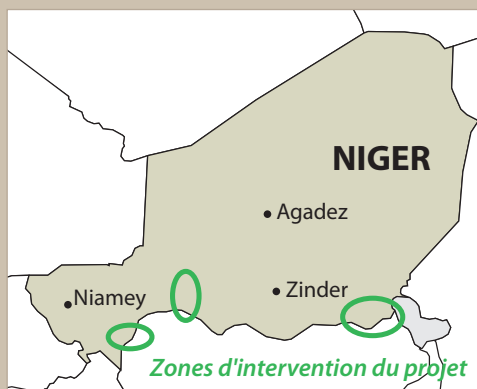 NIGER
Agadez
Zinder
Niamey
Zones d'intervention du projet